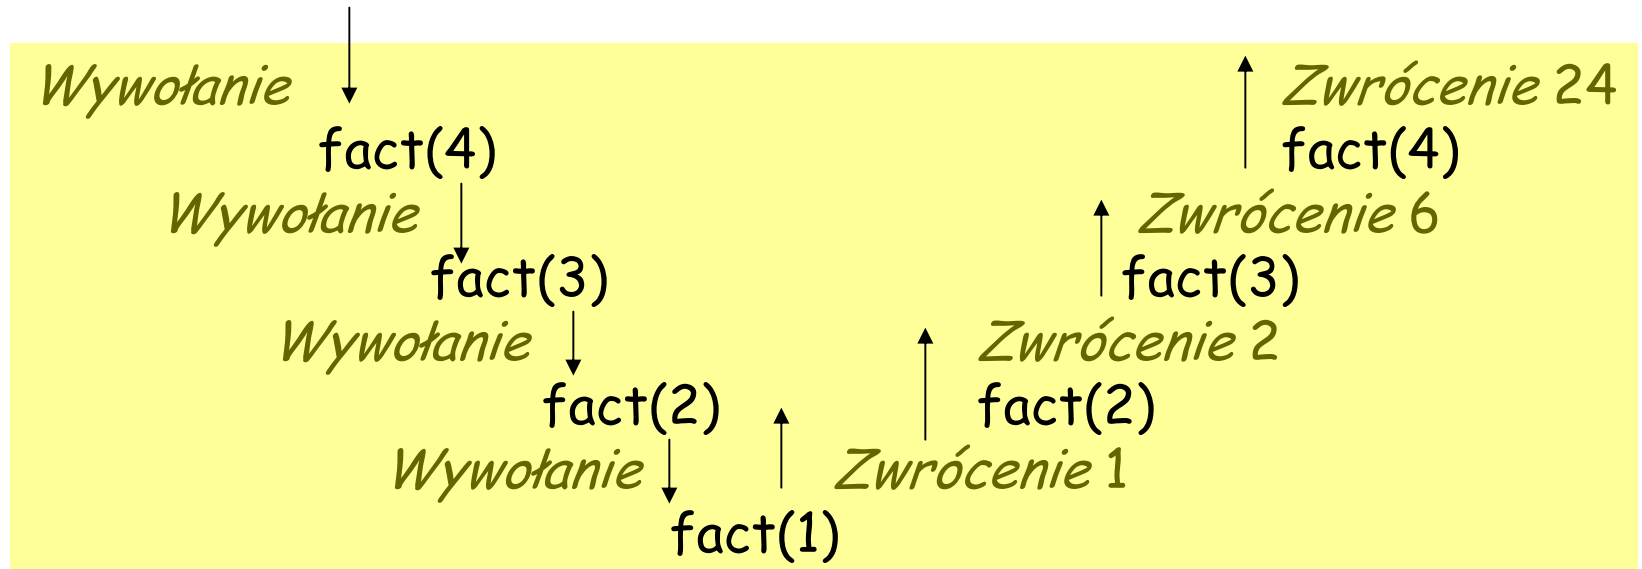 Wywołanie Zwrócenie 24
fact(4) fact(4)
Wywołanie Zwrócenie 6
fact(3) fact(3)
Wywołanie Zwrócenie 2
fact(2) fact(2)
Wywołanie Zwrócenie 1
fact(1)